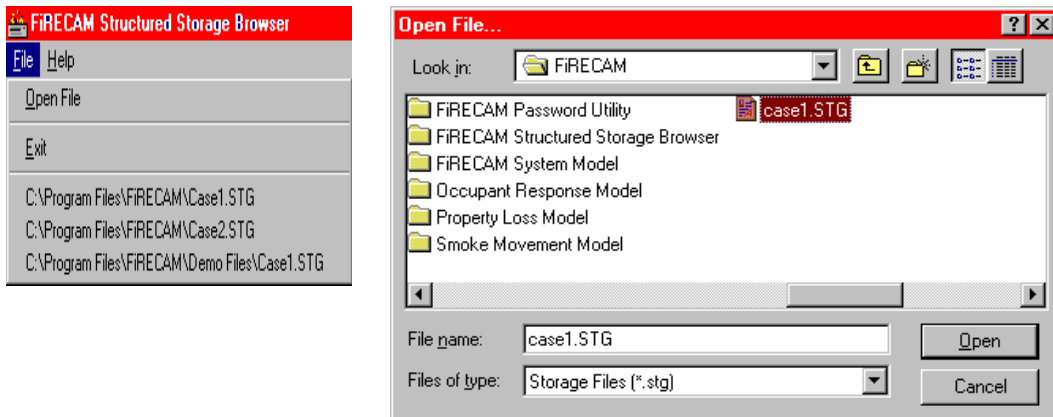 FiRECAM Structured Storage Browser
File Help
Open File
Exit
C:\Program Files\FiRECAM\Case1.STG
C:\Program Files\FiRECAM\Case2.STG
C:\Program Files\FiRECAM\Demo Files\Case1.STG
Open File...
Look in: FiRECAM
FiRECAM Password Utility case1.STG
FiRECAM Structured Storage Browser
FiRECAM System Model
Occupant Response Model
Property Loss Model
Smoke Movement Model
File name: case1.STG Open
Files of type: Storage Files (*.stg) Cancel